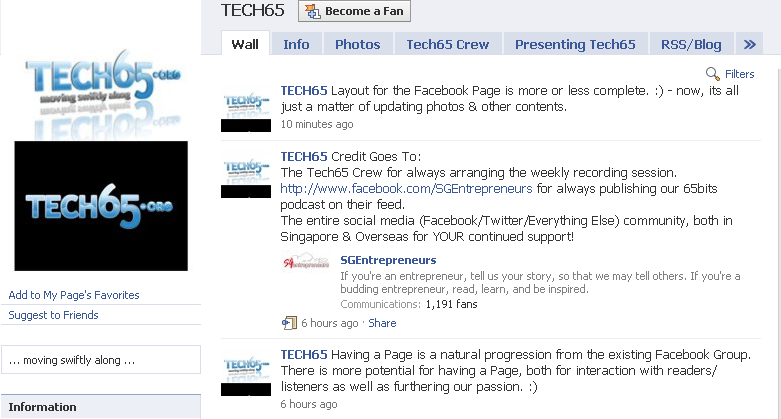 TECH65
Become a Fan
Wall
Info
Photos
Tech65 Crew
Presenting Tech65
RSS/Blog
»
Filters
TECH65.ORG
moving swiftly along
TECH65.ORG
Add to My Page's Favorites
Suggest to Friends
... moving swiftly along ...
Information
TECH65 Layout for the Facebook Page is more or less complete. :) - now, its all
just a matter of updating photos & other contents.
10 minutes ago
TECH65 Credit Goes To:
The Tech65 Crew for always arranging the weekly recording session.
http://www.facebook.com/SGEntrepreneurs for always publishing our 65bits
podcast on their feed.
The entire social media (Facebook/Twitter/Everything Else) community, both in
Singapore & Overseas for YOUR continued support!
SGEntrepreneurs
If you're an entrepreneur, tell us your story, so that we may tell others. If you're a
budding entrepreneur, read, learn, and be inspired.
Communications: 1,191 fans
6 hours ago · Share
TECH65 Having a Page is a natural progression from the existing Facebook Group.
There is more potential for having a Page, both for interaction with readers/
listeners as well as furthering our passion. :)
6 hours ago